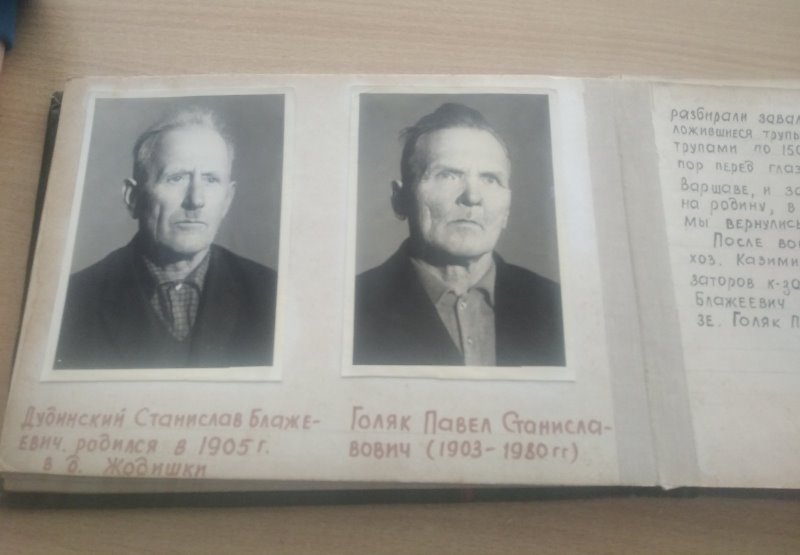 Дубинский Станислав Блаже-
евич родился в 1905 г.
в д. Жодишки
Голяк Павел Станисла-
вович (1903-1980 гг)
разбирали завал
ложившиеся трупы
трупами по 150
пор перед глаз
Варшаве, и за
на родину, в
мы вернулись
После во
хоз. Казими
заторов к-за
Блажеевич
зе. Голяк П